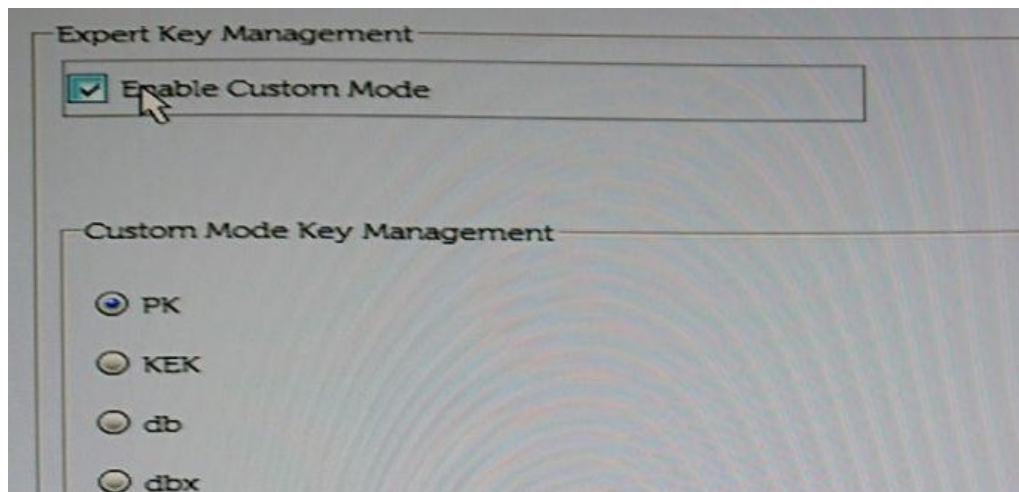 Expert Key Management
Enable Custom Mode
Custom Mode Key Management
PK
KEK
db
dbx